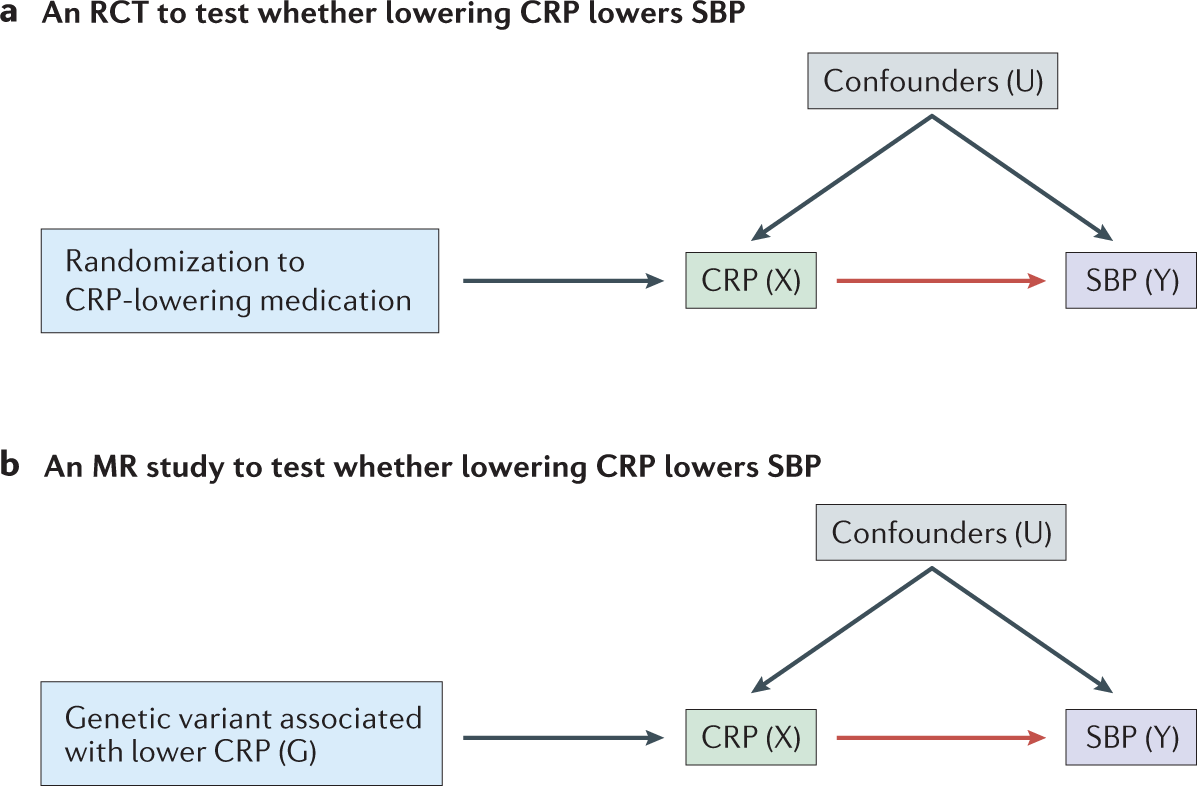 a An RCT to test whether lowering CRP lowers SBP
Confounders (U)
Randomization to
CRP-lowering medication
CRP (X)
SBP (Y)
b An MR study to test whether lowering CRP lowers SBP
Confounders (U)
Genetic variant associated
with lower CRP (G)
CRP (X)
SBP (Y)